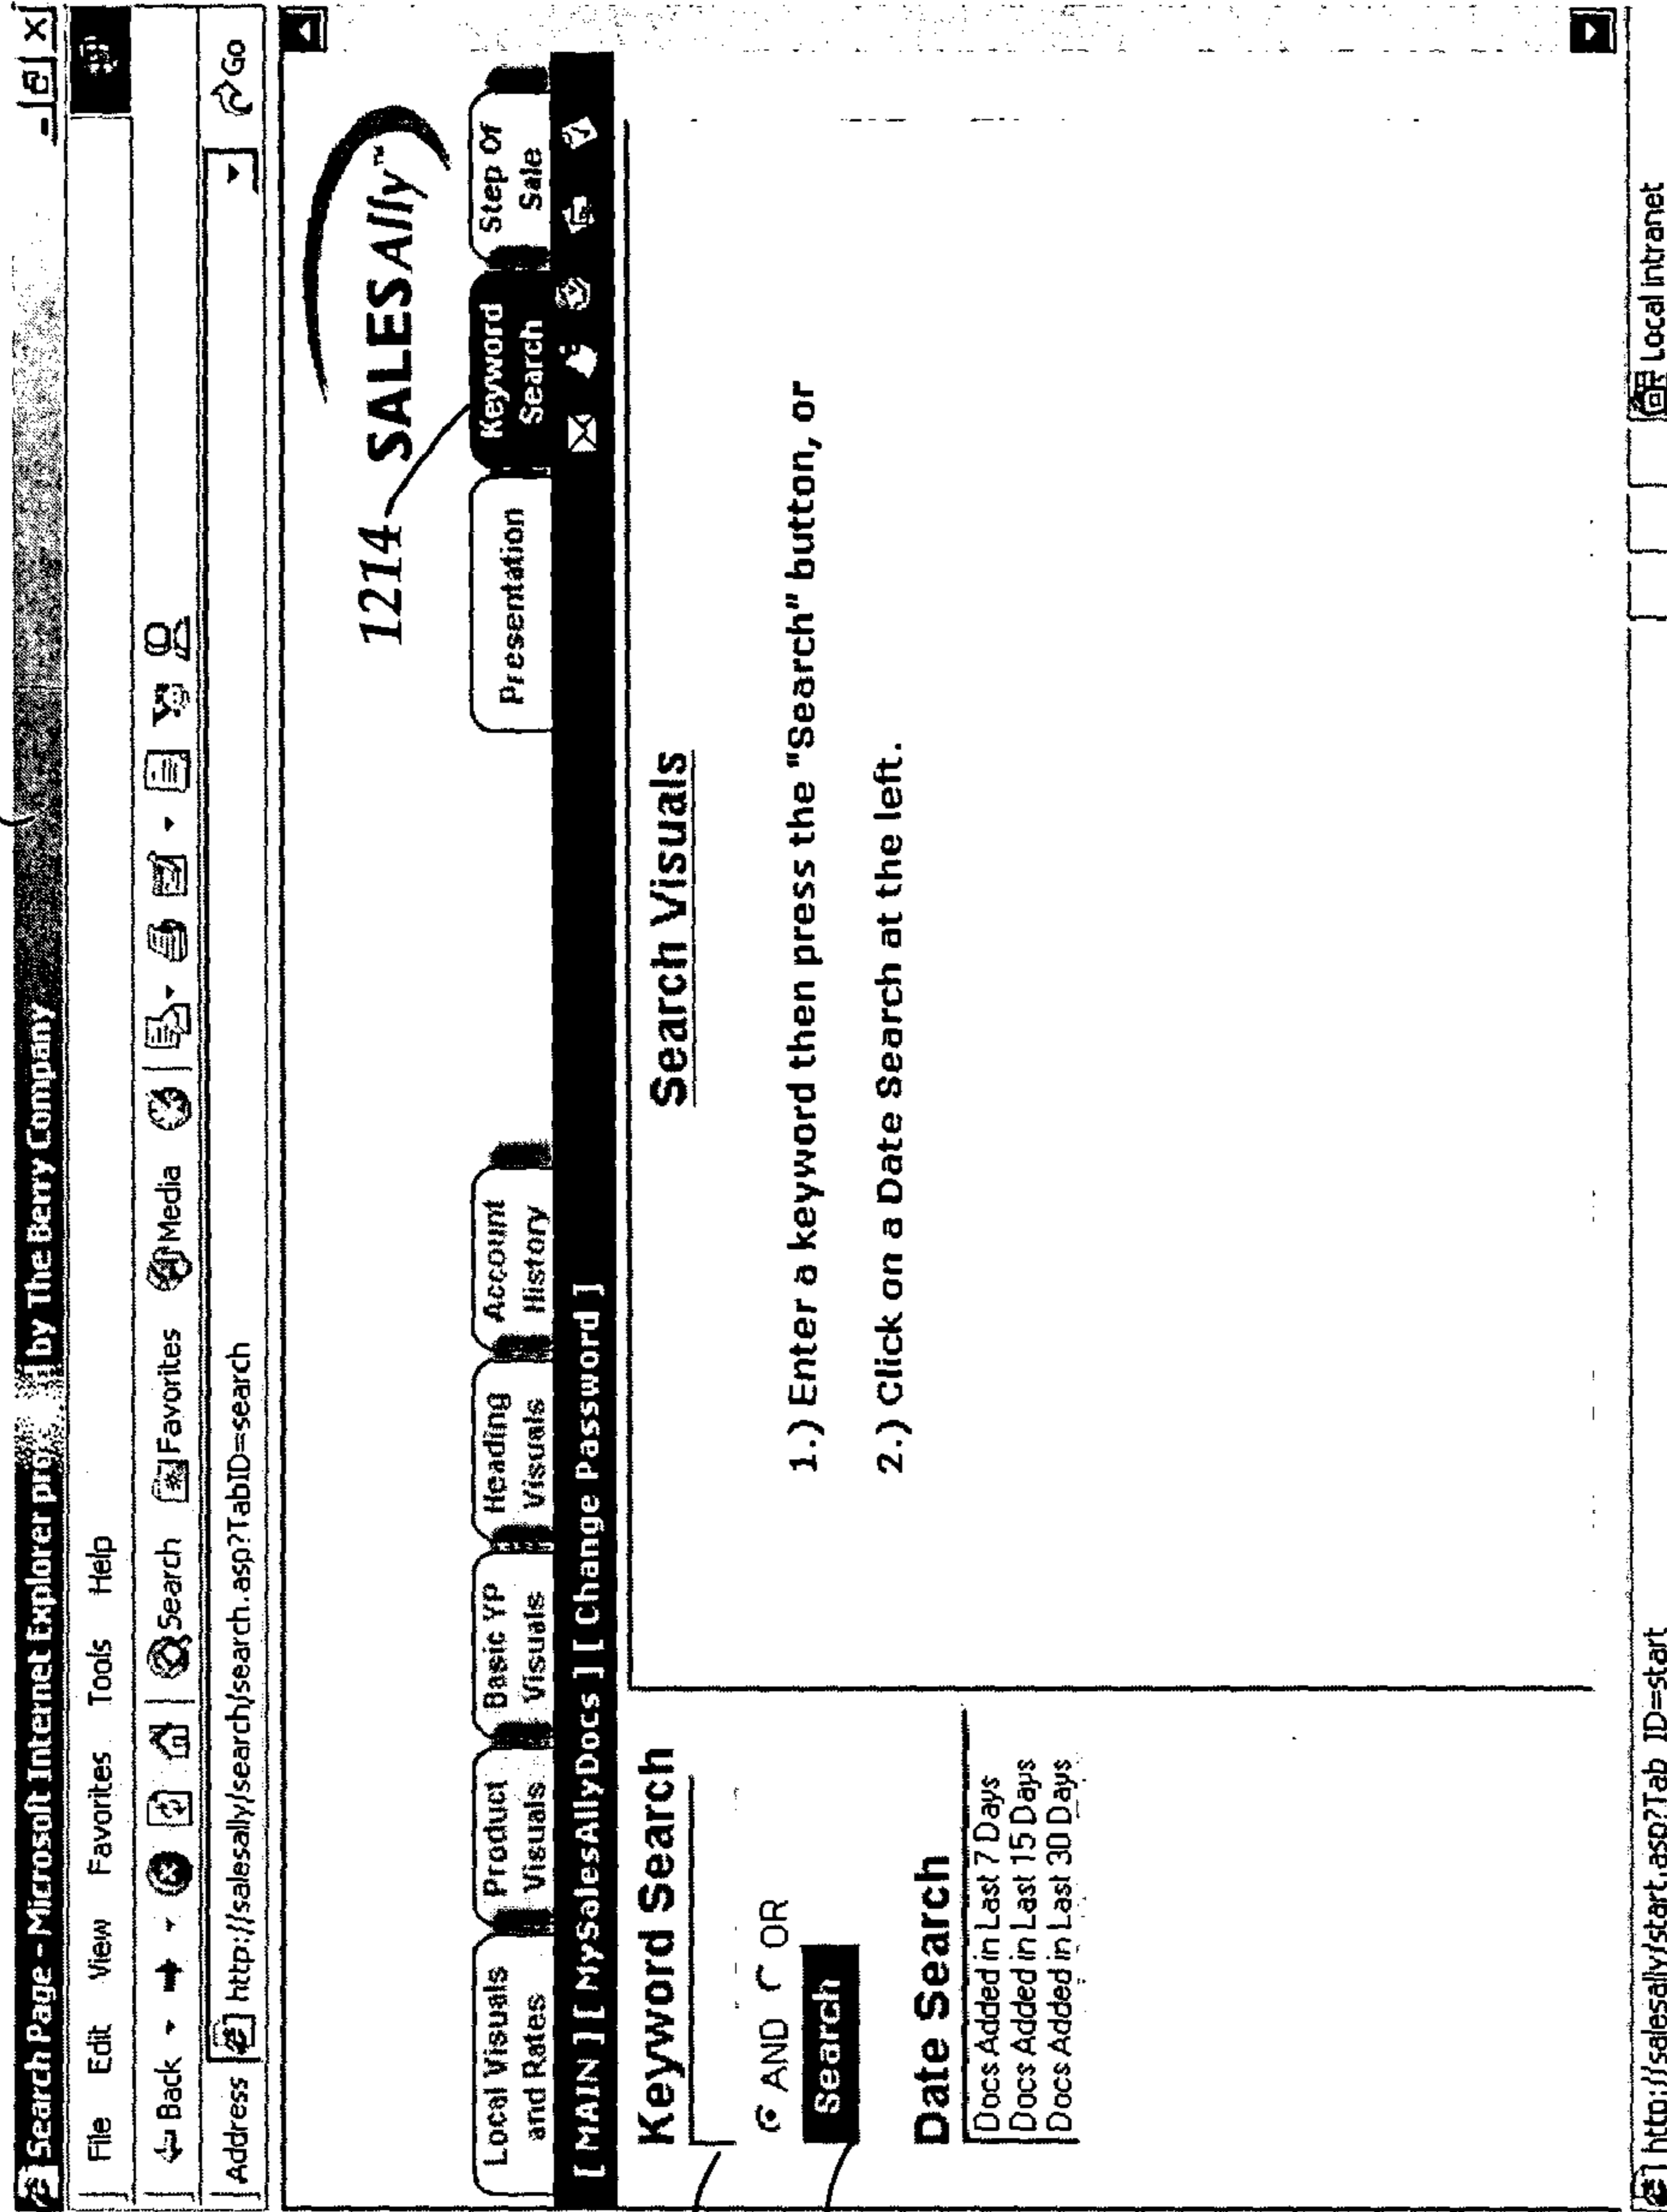 Search Page - Microsoft Internet Explorer by The Berry Company
File Edit View Favorites Tools Help
Back Search Favorites Media
Address http://salesally/search/search.asp?TabID=search Go
1214 SALESAlly™
Local Visuals and Rates
Product Visuals
Basic YP Visuals
Heading Visuals
Account History
Presentation
Keyword Search
Step Of Sale
[ MAIN ] [ MySalesAllyDocs ] [ Change Password ]
Keyword Search
AND OR
Search
Date Search
Docs Added in Last 7 Days
Docs Added in Last 15 Days
Docs Added in Last 30 Days
Search Visuals
1.) Enter a keyword then press the "Search" button, or
2.) Click on a Date Search at the left.
http://salesally/start.asp?Tab ID=start Local intranet